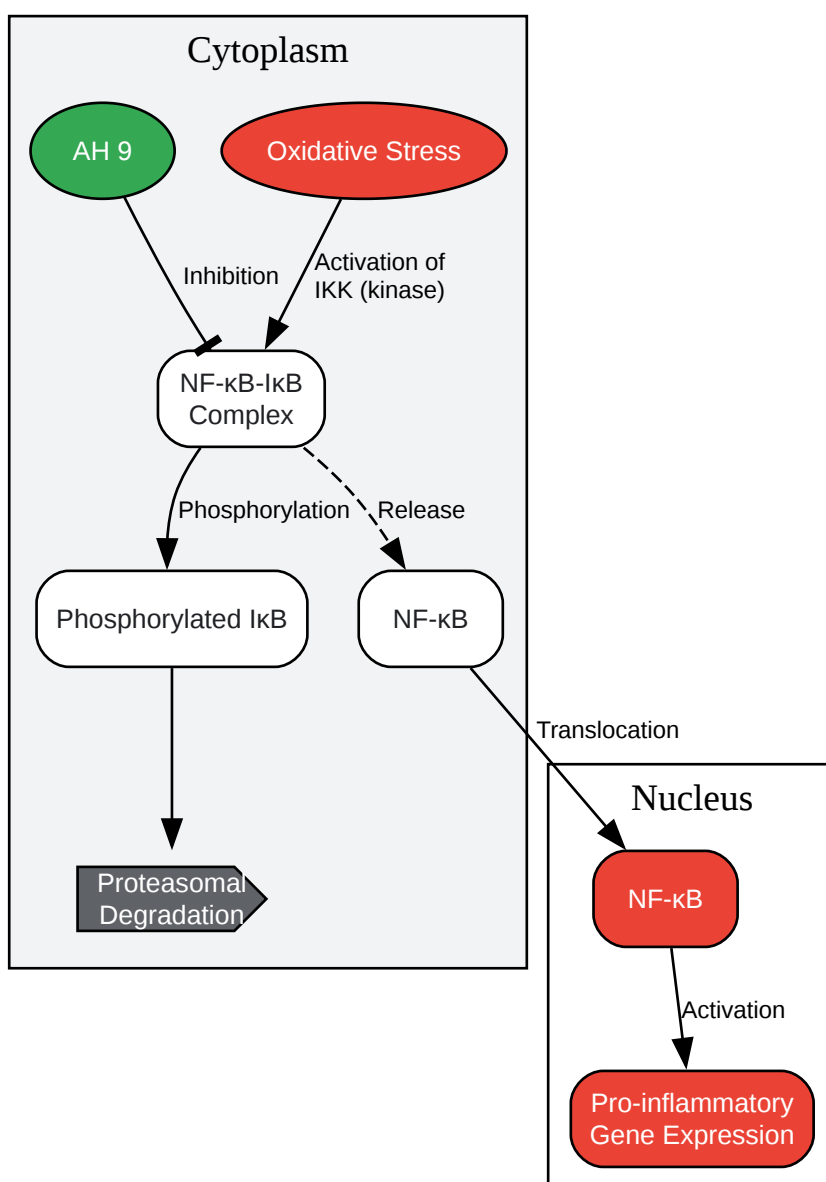 Cytoplasm
AH 9
Oxidative Stress
Inhibition
Activation of
IKK (kinase)
NF-κB-IκB
Complex
Phosphorylation
Release
Phosphorylated IκB
NF-κB
Translocation
Nucleus
Proteasomal
Degradation
NF-κB
Activation
Pro-inflammatory
Gene Expression